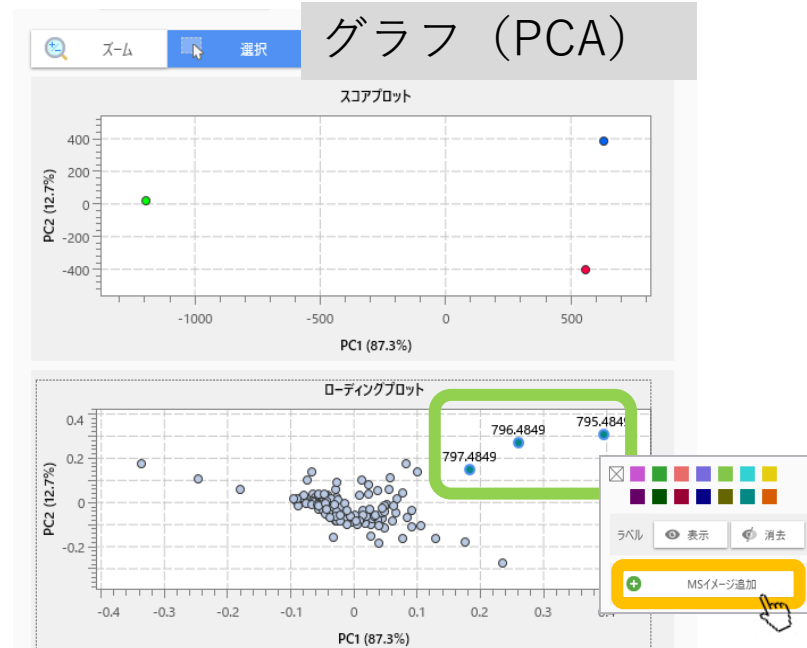 グラフ（PCA）
ズーム
選択
スコアプロット
400
200
0
-200
-400
PC2 (12.7%)
-1000
-500
0
500
PC1 (87.3%)
ローディングプロット
0.4
0.2
0
-0.2
PC2 (12.7%)
797.4849
796.4849
795.4849
-0.4
-0.3
-0.2
-0.1
0
0.1
0.2
0.3
PC1 (87.3%)
ラベル
表示
消去
MSイメージ追加